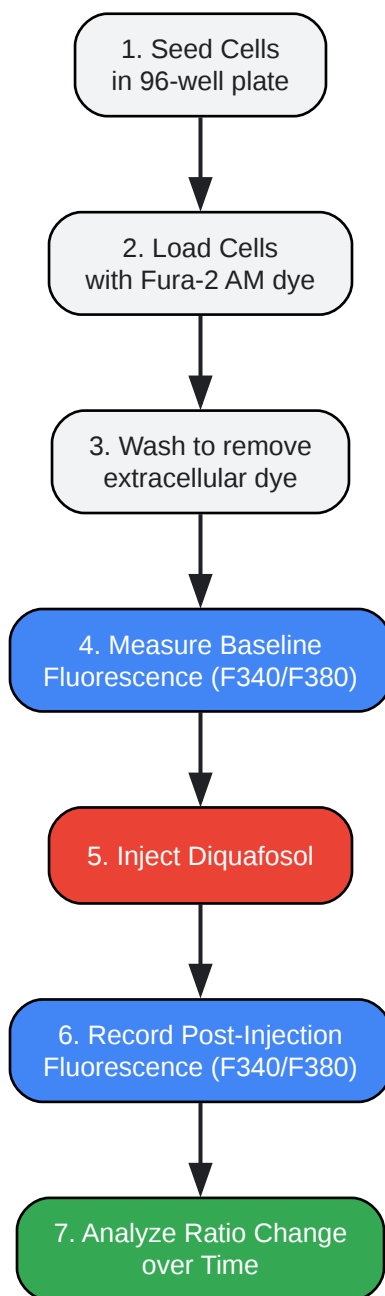 1. Seed Cells
in 96-well plate
2. Load Cells
with Fura-2 AM dye
3. Wash to remove
extracellular dye
4. Measure Baseline
Fluorescence (F340/F380)
5. Inject Diquafosol
6. Record Post-Injection
Fluorescence (F340/F380)
7. Analyze Ratio Change
over Time